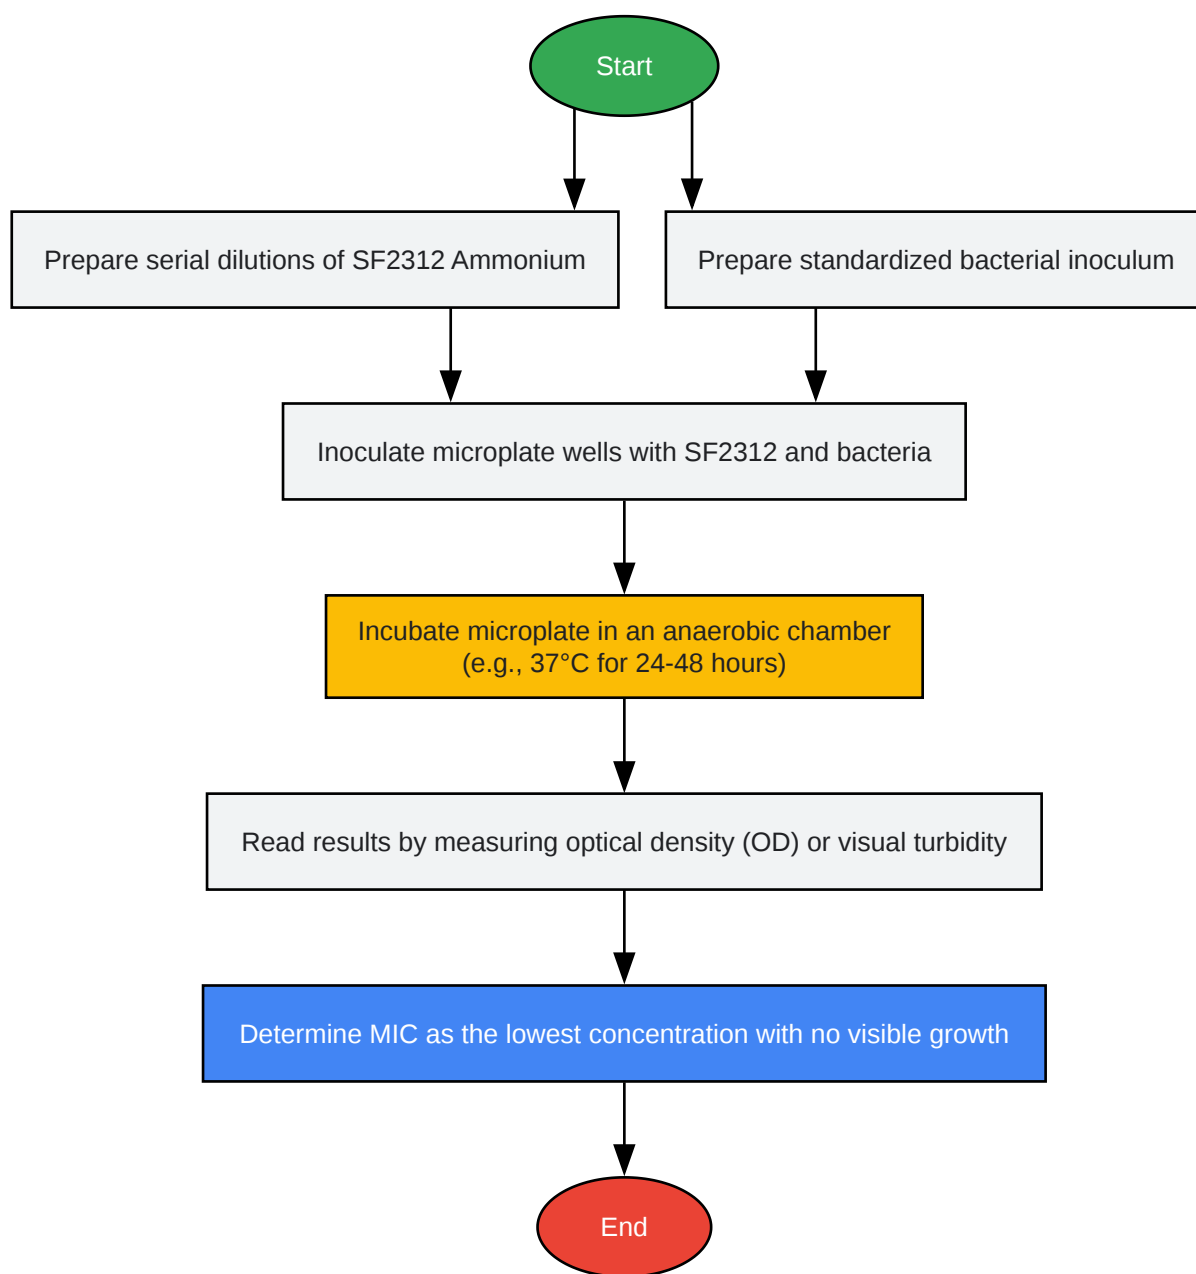 Start
Prepare serial dilutions of SF2312 Ammonium
Prepare standardized bacterial inoculum
Inoculate microplate wells with SF2312 and bacteria
Incubate microplate in an anaerobic chamber
(e.g., 37°C for 24-48 hours)
Read results by measuring optical density (OD) or visual turbidity
Determine MIC as the lowest concentration with no visible growth
End